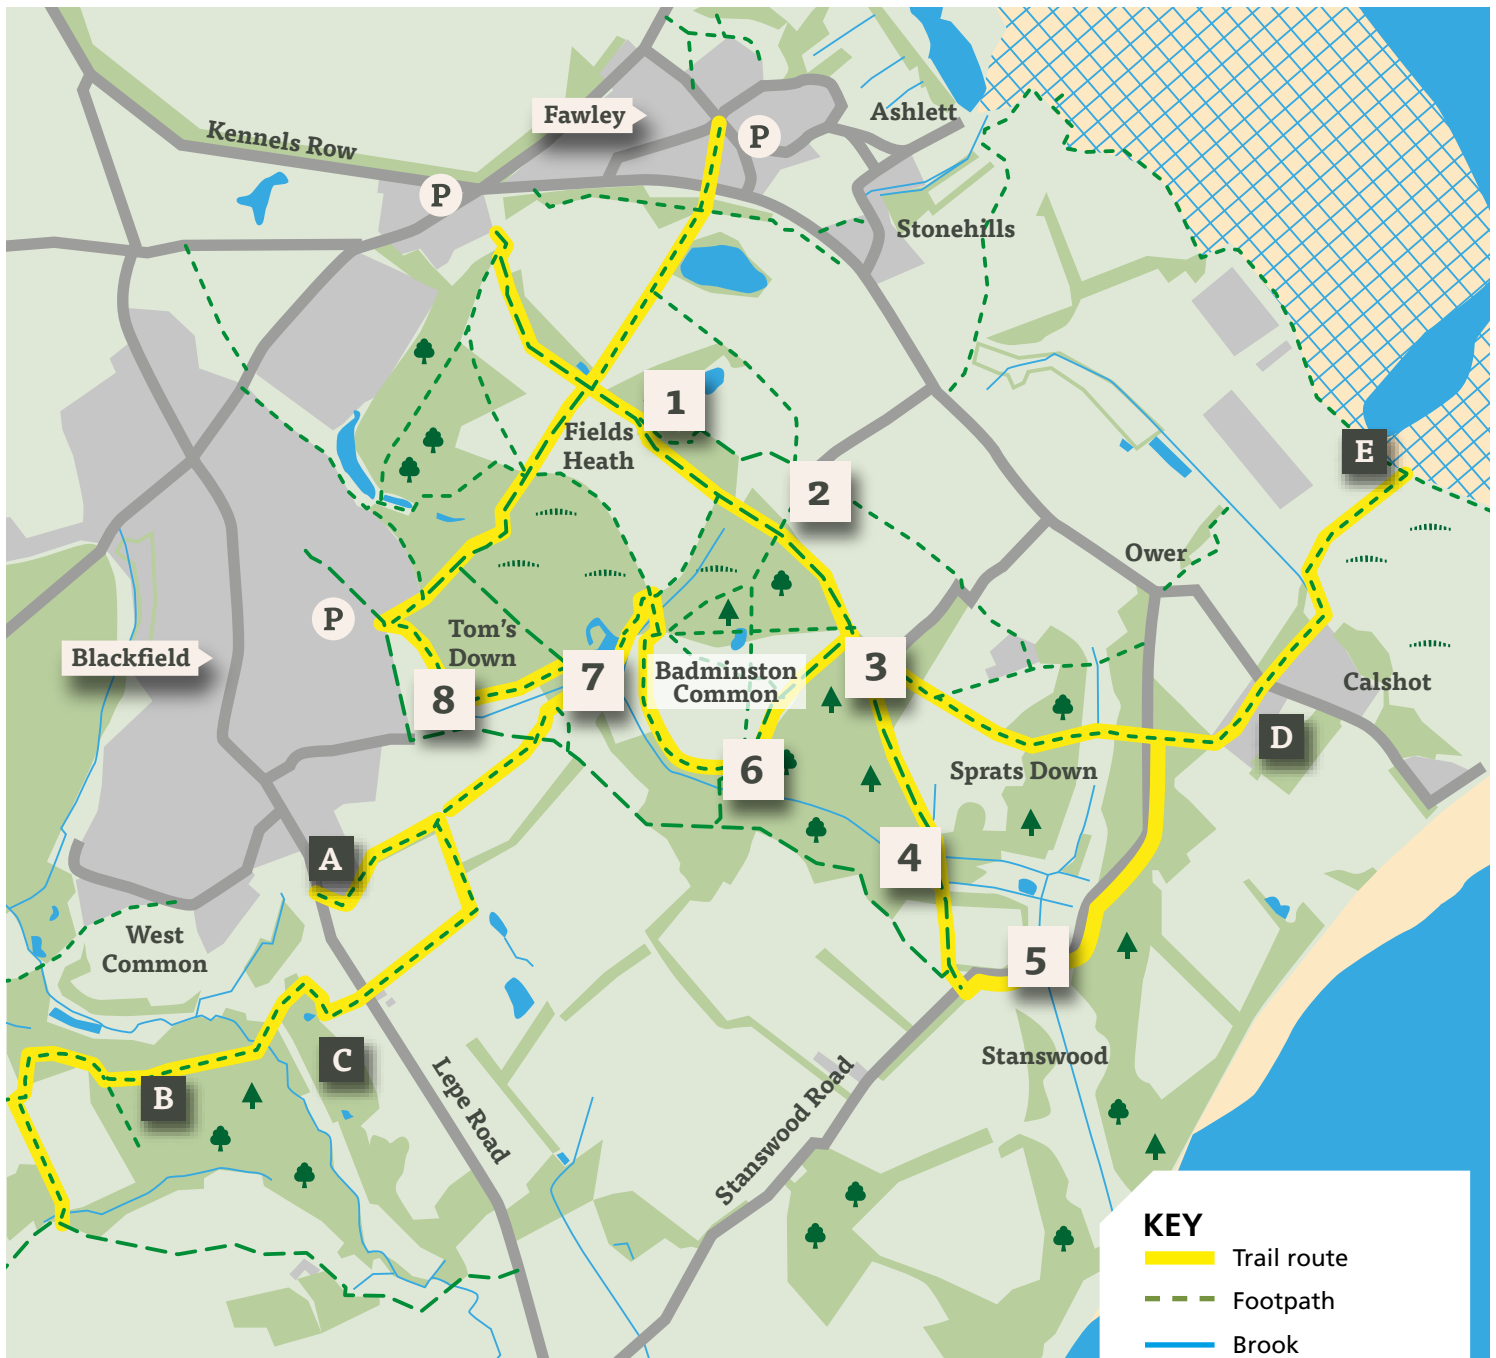 Fawley
P
Ashlett
Kennels Row
P
Stonehills
1
Fields
Heath
E
2
Ower
P
Tom's
Down
Blackfield
Badminston
Common
3
Calshot
7
8
D
6
Sprats Down
A
4
West
Common
5
C
Stanswood
B
Lepe Road
Stanswood Road
KEY
Trail route
Footpath
Brook